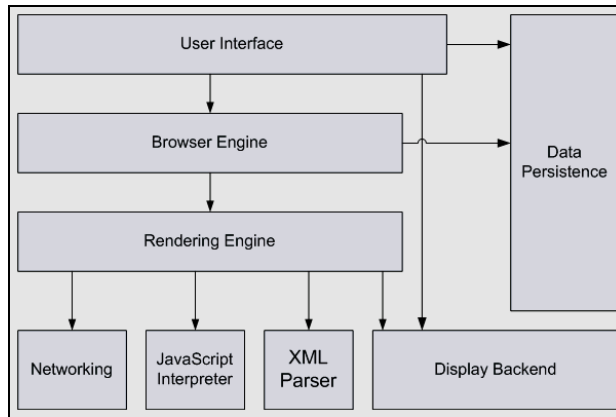 User Interface
Browser Engine
Data
Persistence
Rendering Engine
Networking
JavaScript
Interpreter
XML
Parser
Display Backend